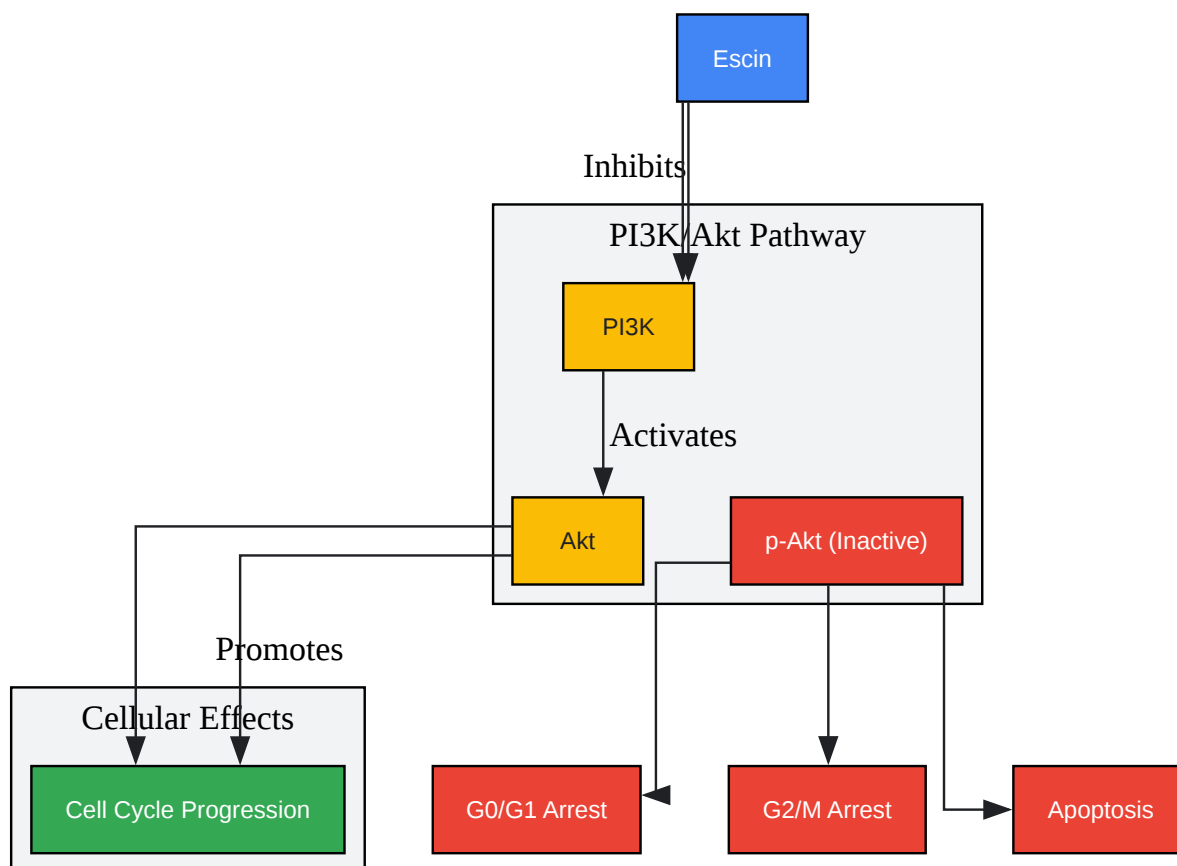 Escin
Inhibits
PI3K/Akt Pathway
PI3K
Activates
Akt
p-Akt (Inactive)
Promotes
Cellular Effects
Cell Cycle Progression
G0/G1 Arrest
G2/M Arrest
Apoptosis